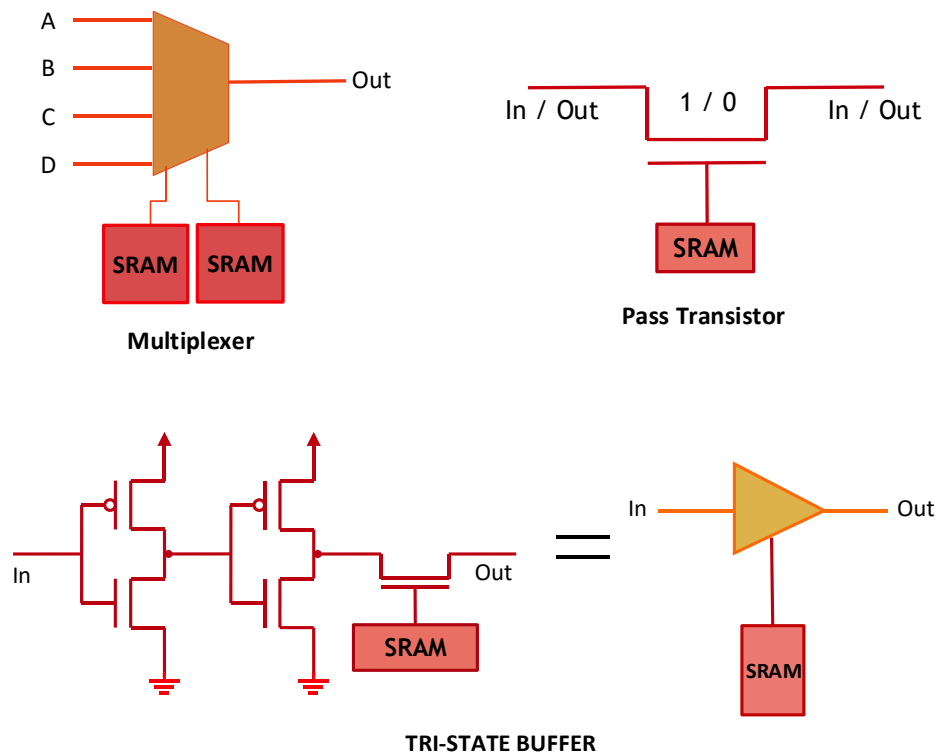 A
B
C
D
Out
SRAM
SRAM
Multiplexer
In / Out
1 / 0
In / Out
SRAM
Pass Transistor
In
Out
SRAM
In
Out
SRAM
TRI-STATE BUFFER